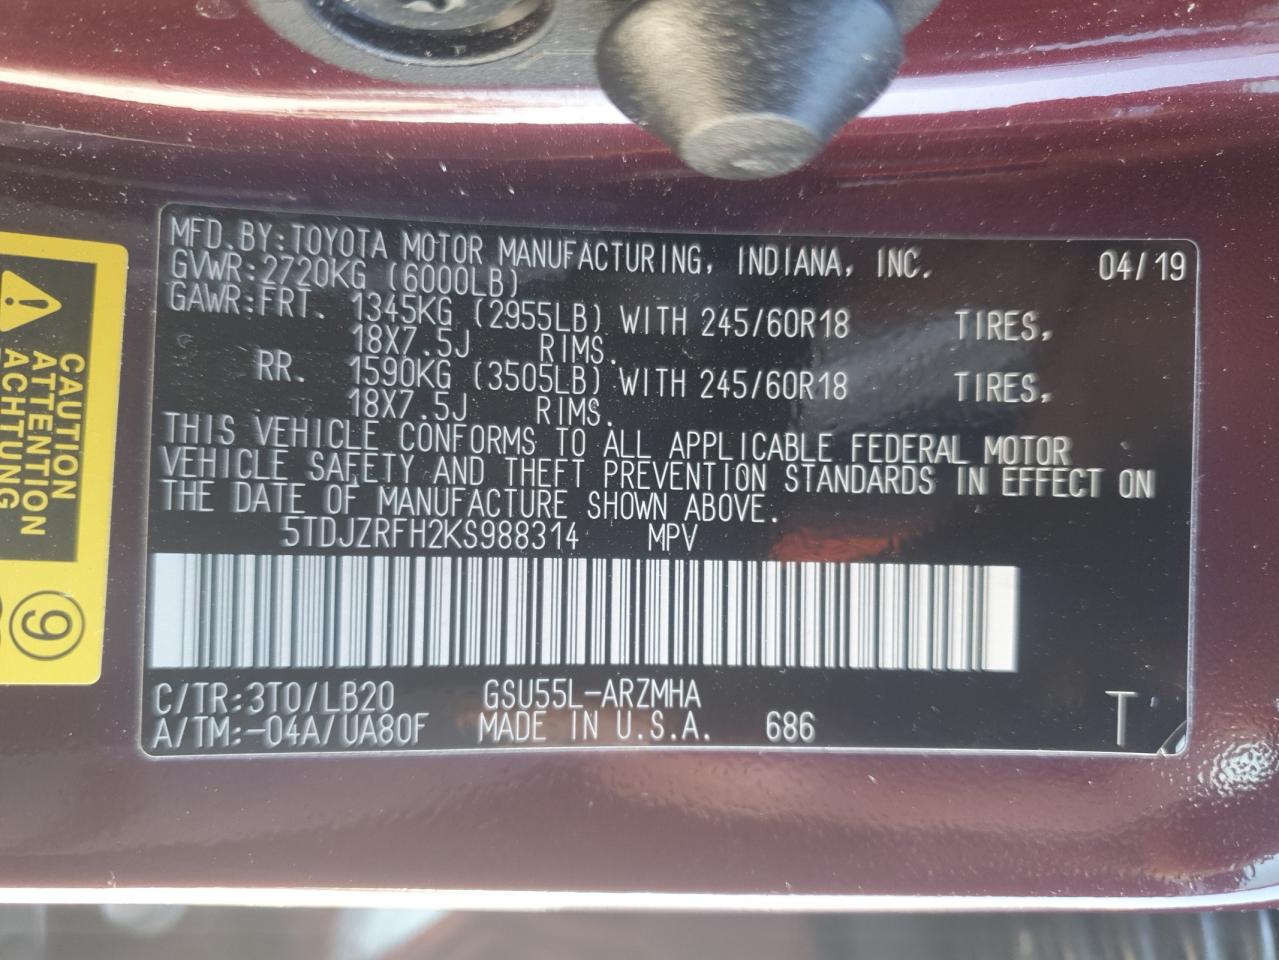 MFD.BY:TOYOTA MOTOR MANUFACTURING, INDIANA, INC. 04/19
GVWR:2720KG (6000LB)
GAWR:FRT. 1345KG (2955LB) WITH 245/60R18 TIRES,
18X7.5J RIMS.
RR. 1590KG (3505LB) WITH 245/60R18 TIRES,
18X7.5J RIMS.
THIS VEHICLE CONFORMS TO ALL APPLICABLE FEDERAL MOTOR
VEHICLE SAFETY AND THEFT PREVENTION STANDARDS IN EFFECT ON
THE DATE OF MANUFACTURE SHOWN ABOVE.
5TDJZRFH2KS988314 MPV
C/TR:3T0/LB20 GSU55L-ARZMHA
A/TM:-04A/UA80F MADE IN U.S.A. 686 T
CAUTION
ATTENTION
ACHTUNG
9